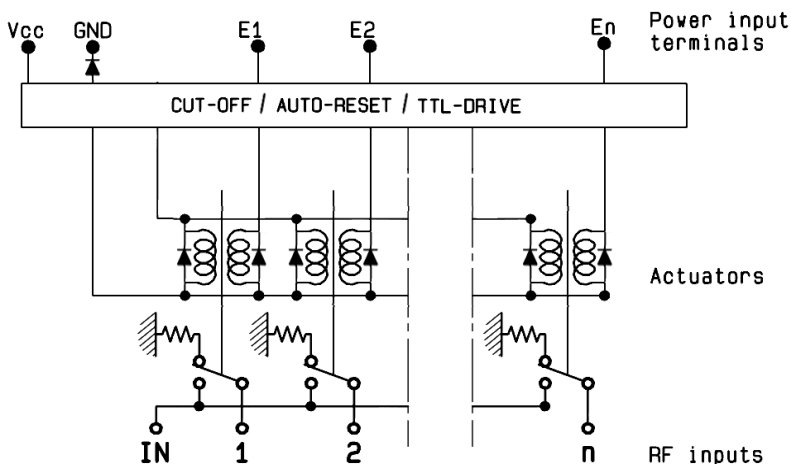 Vcc GND E1 E2 En Power input
terminals
CUT-OFF / AUTO-RESET / TTL-DRIVE
Actuators
IN 1 2 n RF inputs